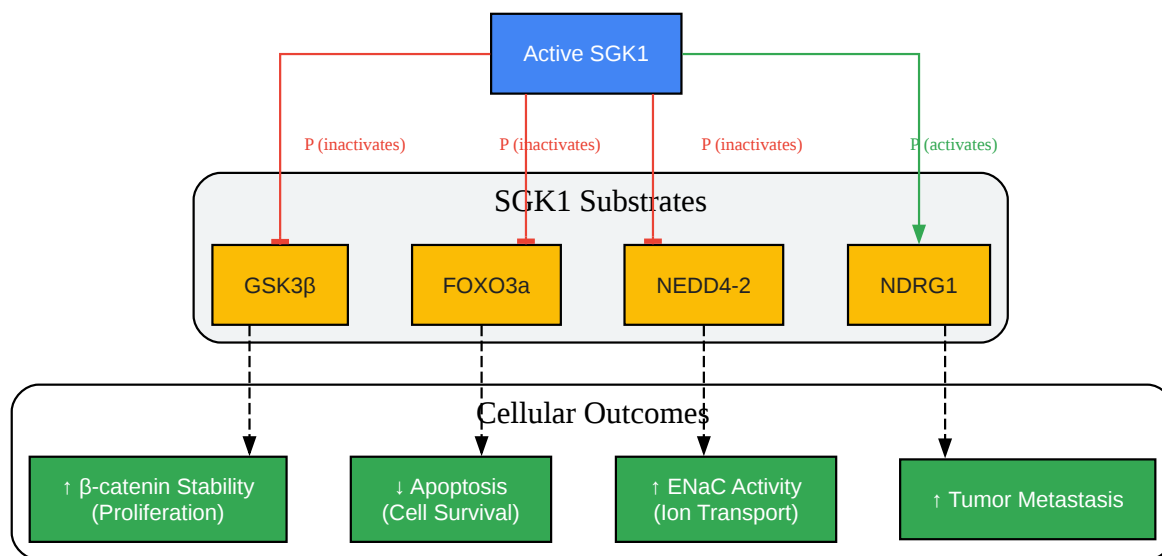 Active SGK1
P (inactivates)
P (inactivates)
P (inactivates)
P (activates)
SGK1 Substrates
GSK3β
FOXO3a
NEDD4-2
NDRG1
Cellular Outcomes
↑ β-catenin Stability
(Proliferation)
↓ Apoptosis
(Cell Survival)
↑ ENaC Activity
(Ion Transport)
↑ Tumor Metastasis